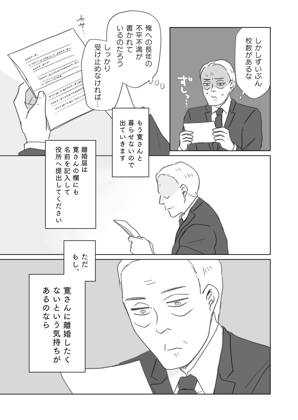 しかしずいぶん
枚数があるな
ずし…
俺への長年の
不平不満が
書かれて
いるのだろう
しっかり
受け止めなければ…
もう寛さんと
暮らせないので
出ていきます
離婚届は
寛さんの欄にも
名前を記入して
役所へ提出してください
ただ
もし、
寛さんに離婚したく
ないという気持ちが
あるのなら